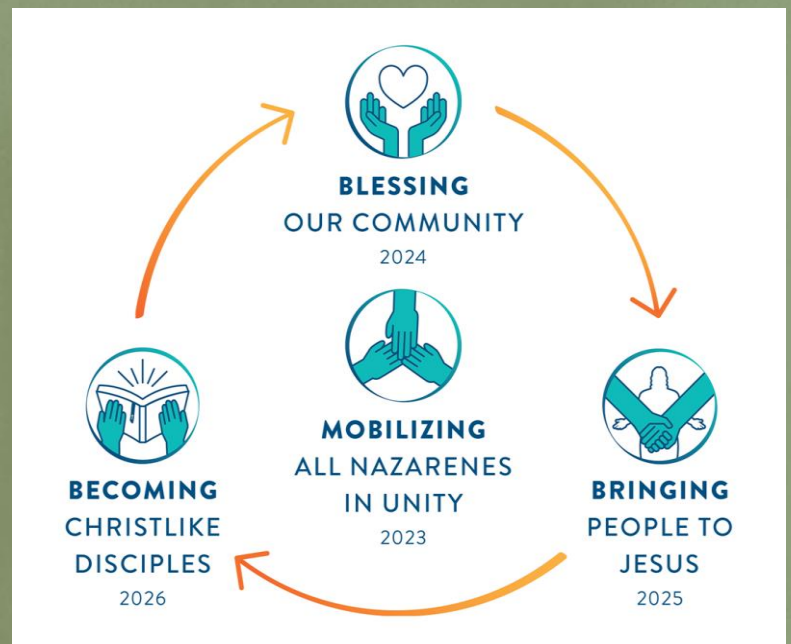 BLESSING
OUR COMMUNITY
2024
MOBILIZING
ALL NAZARENES
IN UNITY
2023
BECOMING
CHRISTLIKE
DISCIPLES
2026
BRINGING
PEOPLE TO
JESUS
2025